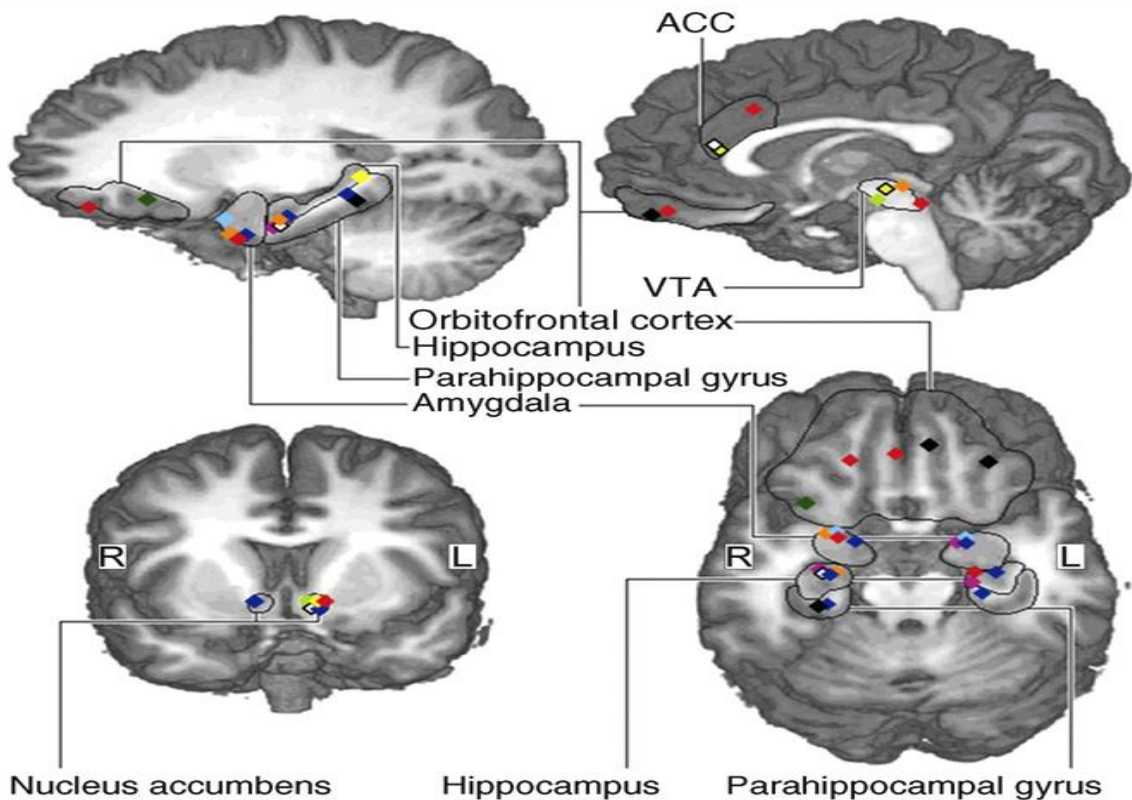 ACC
VTA
Orbitofrontal cortex
Hippocampus
Parahippocampal gyrus
Amygdala
R
L
R
L
Nucleus accumbens
Hippocampus
Parahippocampal gyrus